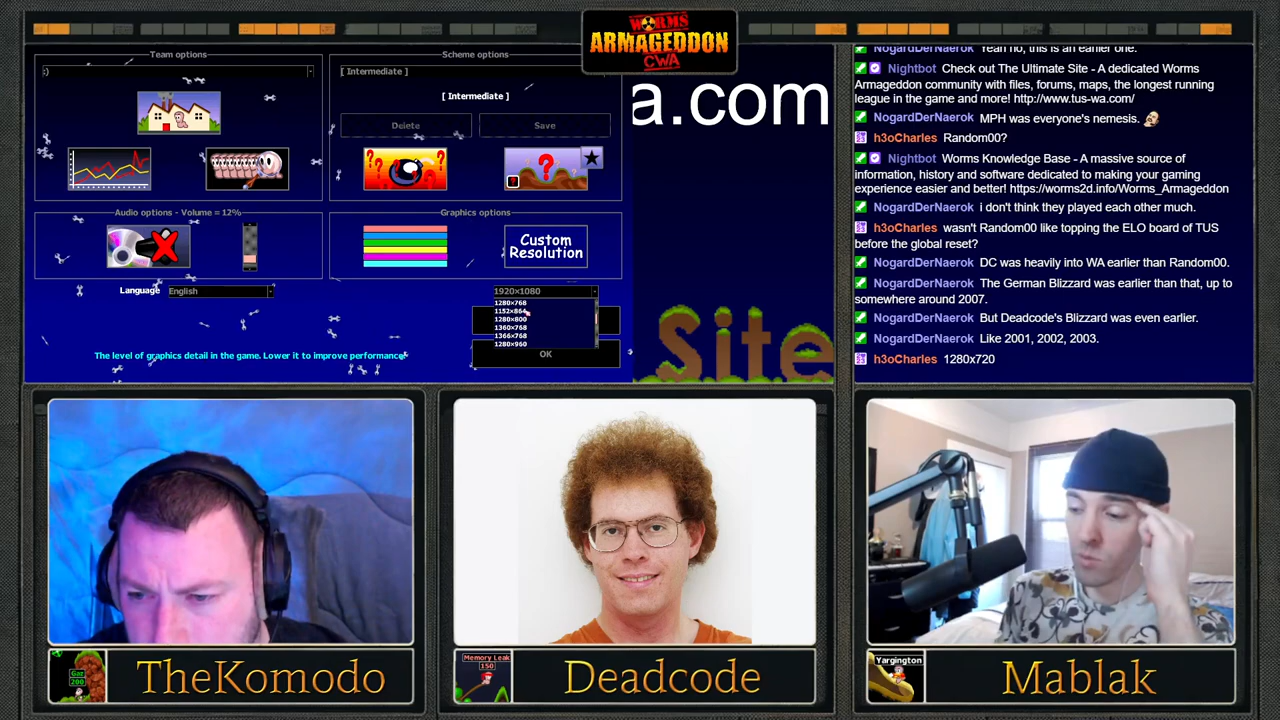 WORMS
ARMAGEDDON
CWA
Team options
:)
Scheme options
[ Intermediate ]
[ Intermediate ]
Delete
Save
Audio options - Volume = 12%
Graphics options
Custom
Resolution
Language
English
1920×1080
1280×768
1152×864
1280×800
1360×768
1366×768
1280×960
OK
The level of graphics detail in the game. Lower it to improve performance.
a.com
Site
NogardDerNaerok Yeah no, this is an earlier one.
Nightbot Check out The Ultimate Site - A dedicated Worms
Armageddon community with files, forums, maps, the longest running
league in the game and more! http://www.tus-wa.com/
NogardDerNaerok MPH was everyone's nemesis.
h3oCharles Random00?
Nightbot Worms Knowledge Base - A massive source of
information, history and software dedicated to making your gaming
experience easier and better! https://worms2d.info/Worms_Armageddon
NogardDerNaerok i don't think they played each other much.
h3oCharles wasn't Random00 like topping the ELO board of TUS
before the global reset?
NogardDerNaerok DC was heavily into WA earlier than Random00.
NogardDerNaerok The German Blizzard was earlier than that, up to
somewhere around 2007.
NogardDerNaerok But Deadcode's Blizzard was even earlier.
NogardDerNaerok Like 2001, 2002, 2003.
h3oCharles 1280x720
Gaz
200
TheKomodo
Memory Leak
150
Deadcode
Yargington
Mablak